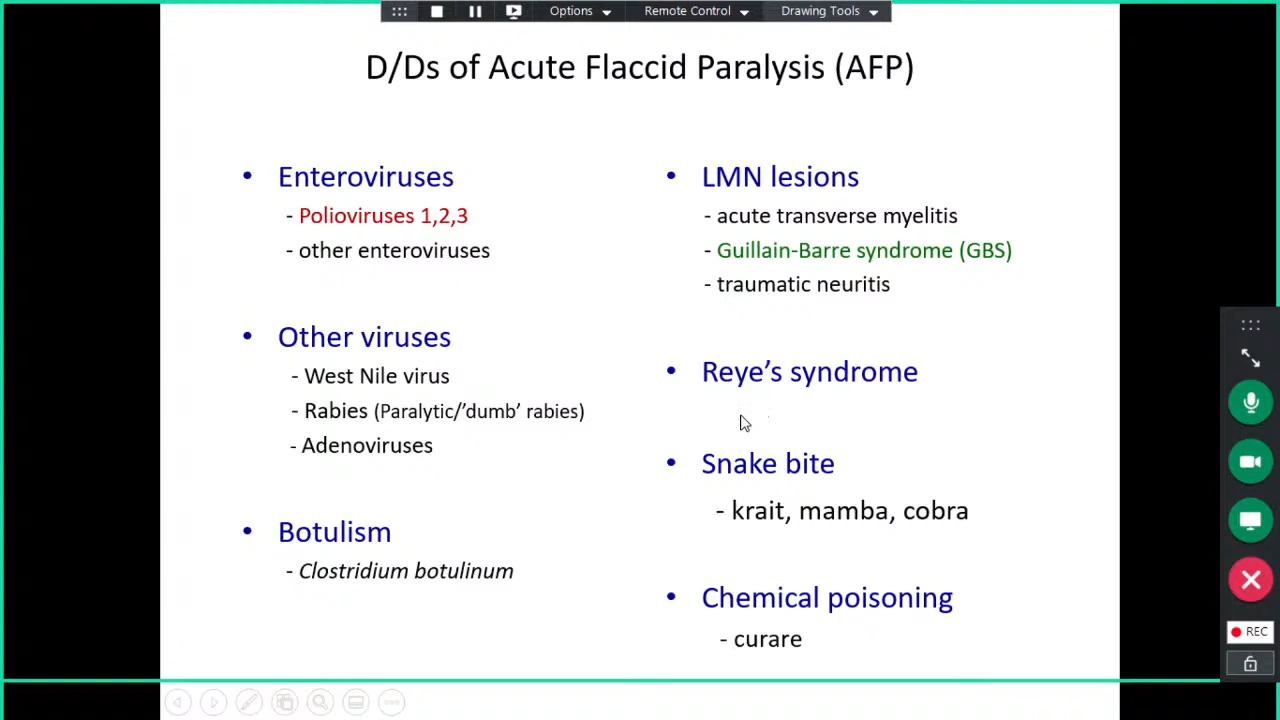 Options
Remote Control
Drawing Tools
D/Ds of Acute Flaccid Paralysis (AFP)
• Enteroviruses
- Polioviruses 1,2,3
- other enteroviruses
• Other viruses
- West Nile virus
- Rabies (Paralytic/'dumb' rabies)
- Adenoviruses
• Botulism
- Clostridium botulinum
• LMN lesions
- acute transverse myelitis
- Guillain-Barre syndrome (GBS)
- traumatic neuritis
• Reye's syndrome
• Snake bite
- krait, mamba, cobra
• Chemical poisoning
- curare
REC